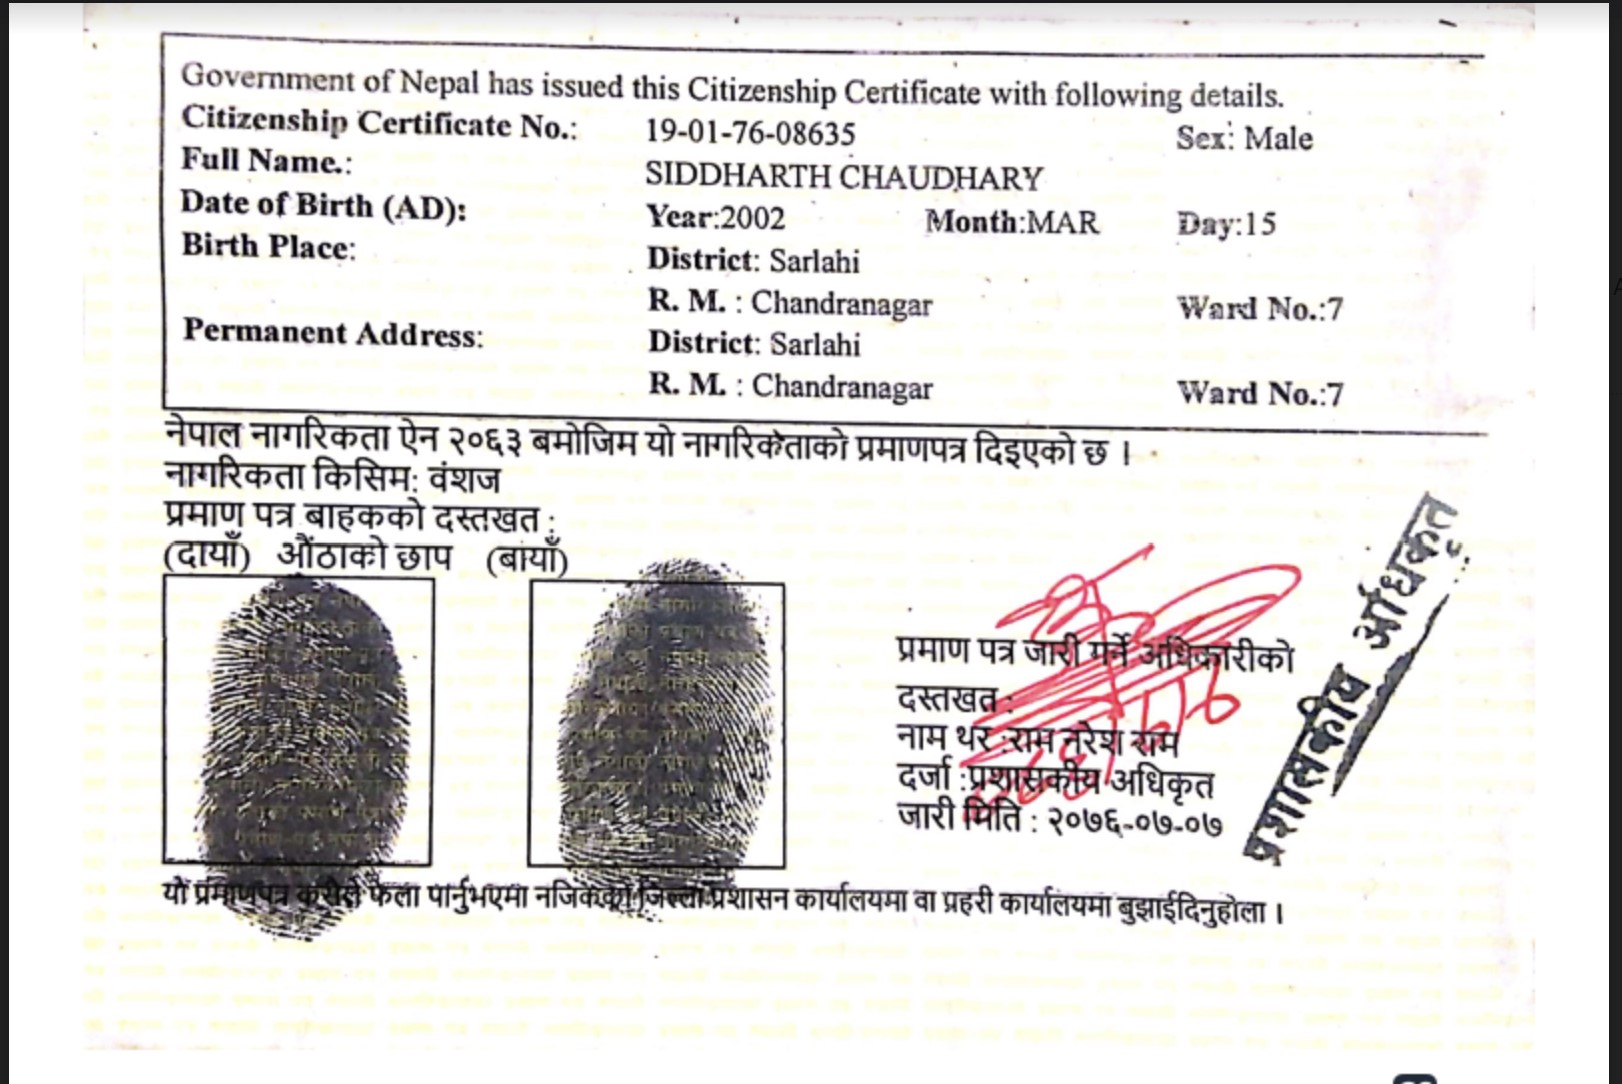 Government of Nepal has issued this Citizenship Certificate with following details.
Citizenship Certificate No.: 19-01-76-08635 Sex: Male
Full Name.: SIDDHARTH CHAUDHARY
Date of Birth (AD): Year:2002 Month:MAR Day:15
Birth Place: District: Sarlahi
R. M. : Chandranagar Ward No.:7
Permanent Address: District: Sarlahi
R. M. : Chandranagar Ward No.:7
नेपाल नागरिकता ऐन २०६३ बमोजिम यो नागरिकताको प्रमाणपत्र दिइएको छ ।
नागरिकता किसिम: वंशज
प्रमाण पत्र बाहकको दस्तखत :
(दायाँ) औंठाको छाप (बायाँ)
प्रमाण पत्र जारी गर्ने अधिकारीको
दस्तखत :
नाम थर :राम नरेश राम
दर्जा :प्रशासकीय अधिकृत
जारी मिति : २०७६-०७-०७
प्रशासकीय अधिकृत
यो प्रमाणपत्र कसैले फेला पार्नुभएमा नजिकको जिल्ला प्रशासन कार्यालयमा वा प्रहरी कार्यालयमा बुझाईदिनुहोला ।